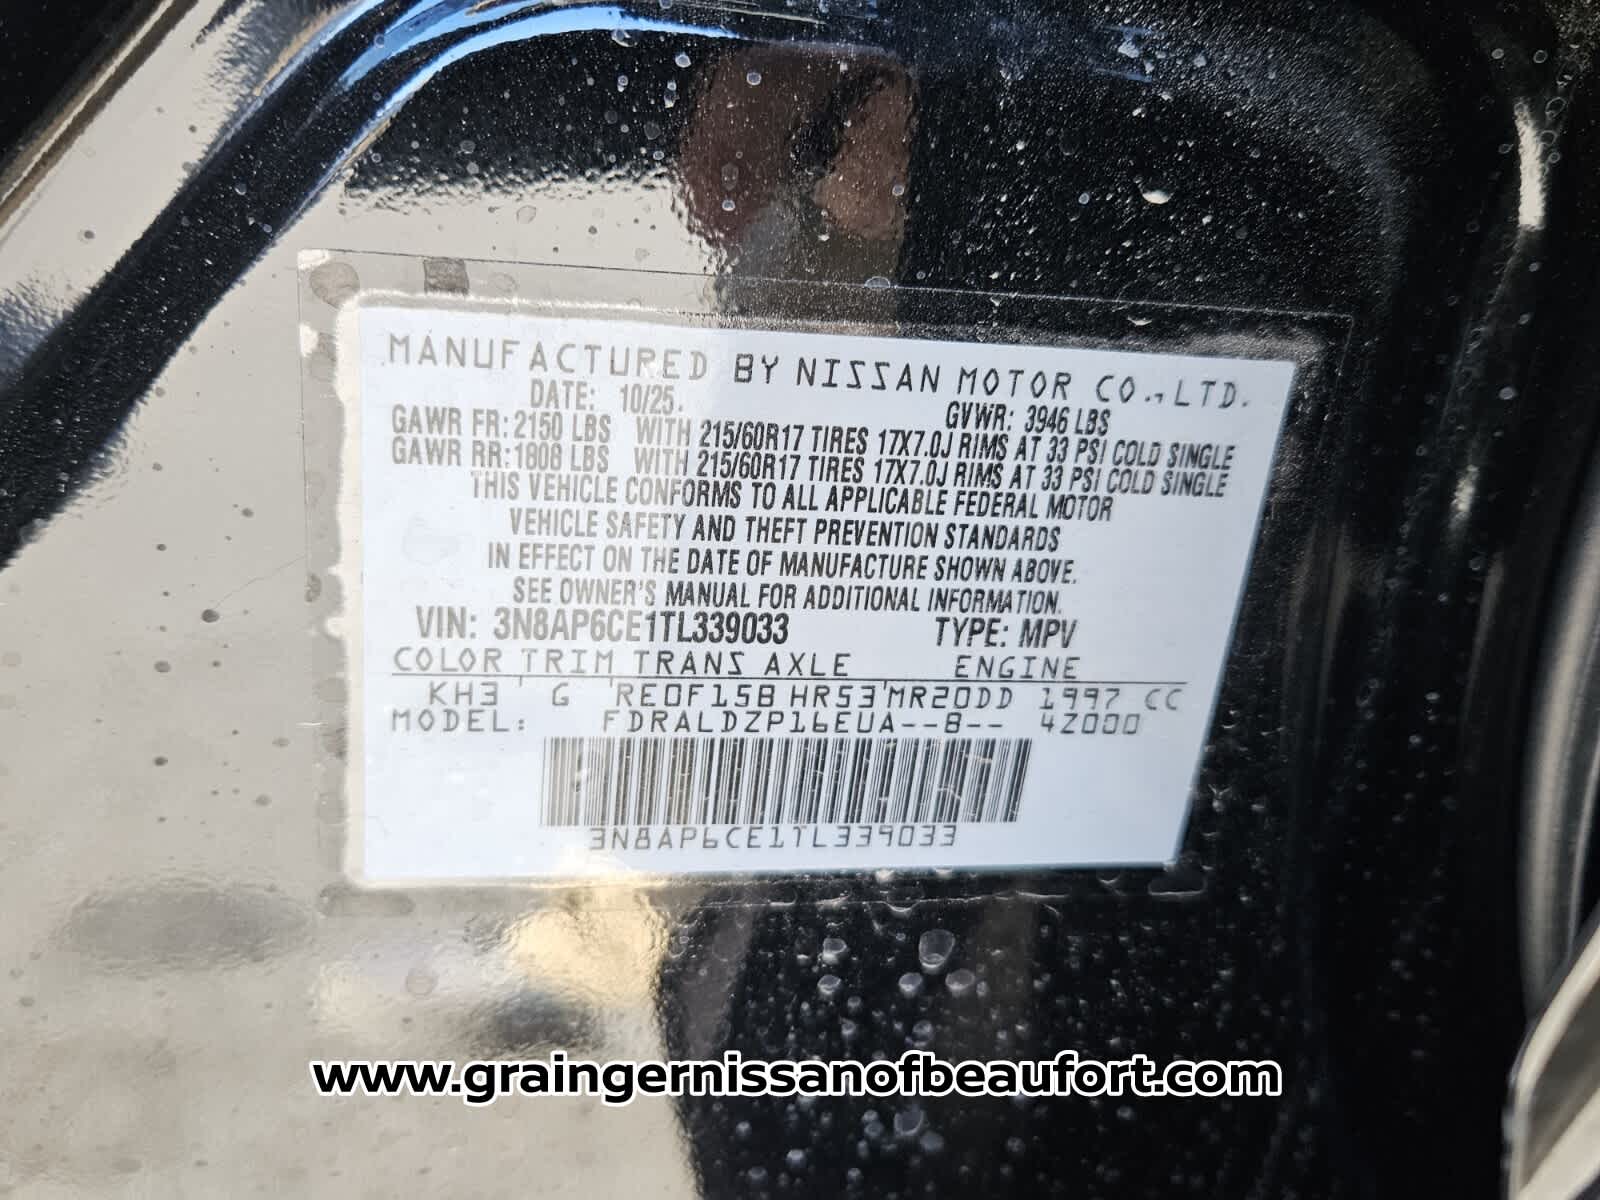 MANUFACTURED BY NISSAN MOTOR CO., LTD.
DATE: 10/25. GVWR: 3946 LBS
GAWR FR: 2150 LBS WITH 215/60R17 TIRES 17X7.0J RIMS AT 33 PSI COLD SINGLE
GAWR RR: 1808 LBS WITH 215/60R17 TIRES 17X7.0J RIMS AT 33 PSI COLD SINGLE
THIS VEHICLE CONFORMS TO ALL APPLICABLE FEDERAL MOTOR
VEHICLE SAFETY AND THEFT PREVENTION STANDARDS
IN EFFECT ON THE DATE OF MANUFACTURE SHOWN ABOVE.
SEE OWNER'S MANUAL FOR ADDITIONAL INFORMATION.
VIN: 3N8AP6CE1TL339033 TYPE: MPV
COLOR TRIM TRANS AXLE ENGINE
KH3 G RE0F15B HR53 MR20DD 1997 CC
MODEL: FDRALDZP16EUA--B-- 4Z000
3N8AP6CE1TL339033
www.graingernissanofbeaufort.com